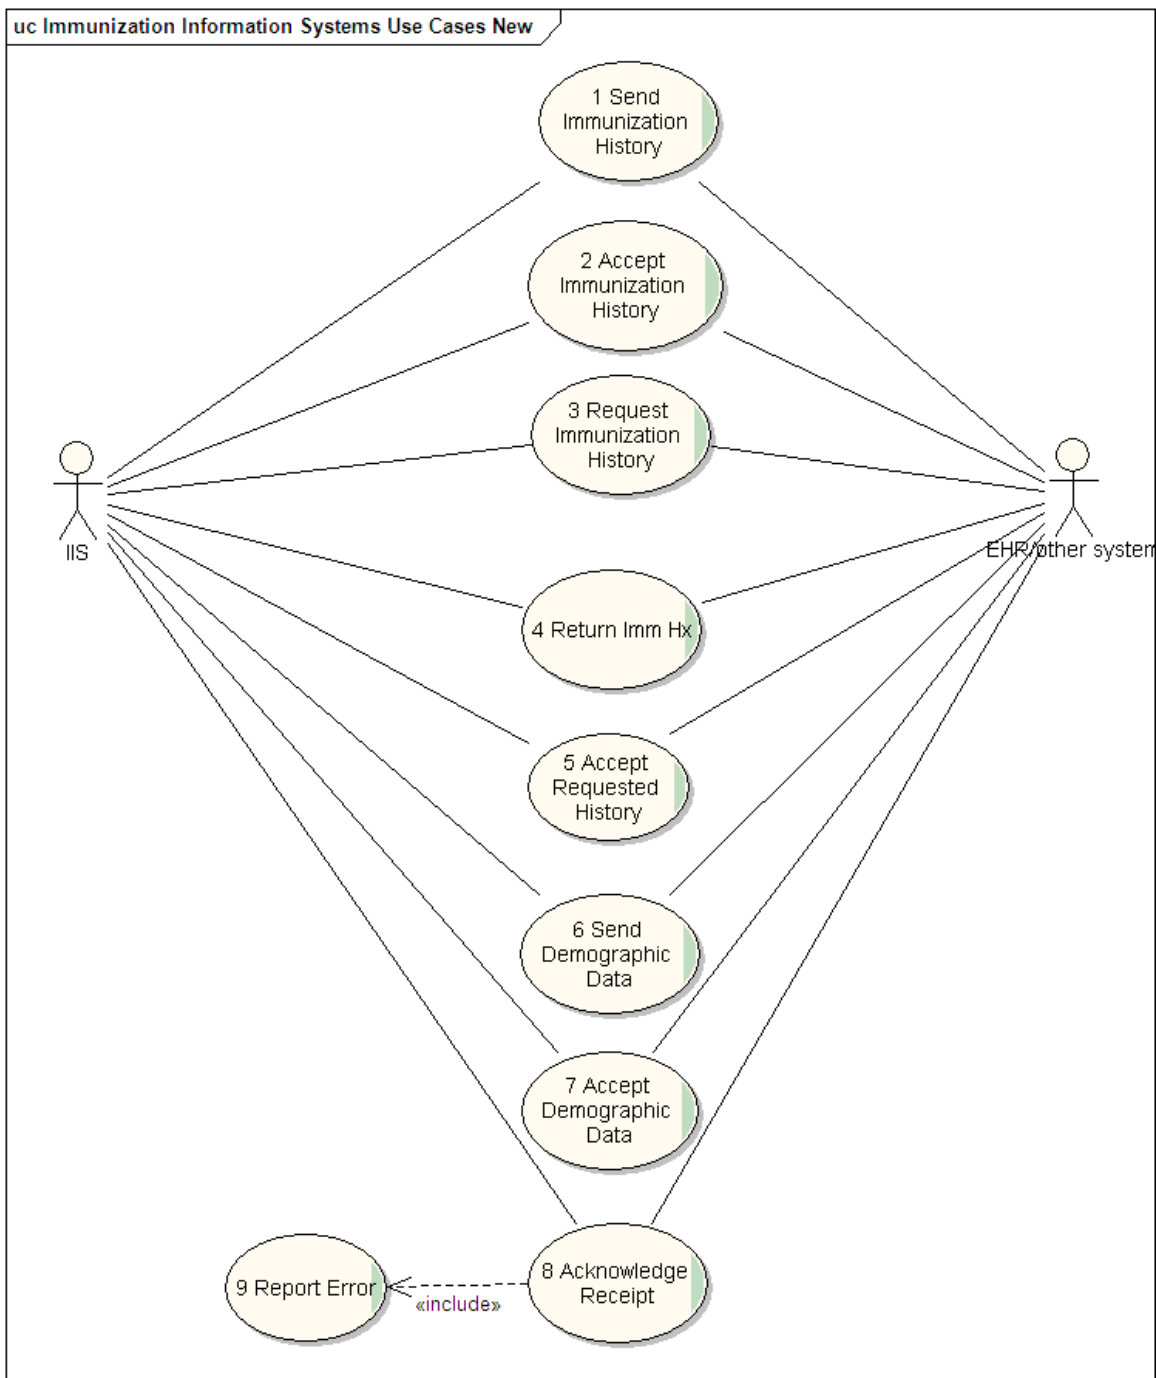 uc Immunization Information Systems Use Cases New
1 Send
Immunization
History
2 Accept
Immunization
History
3 Request
Immunization
History
IIS
EHR/other system
4 Return Imm Hx
5 Accept
Requested
History
6 Send
Demographic
Data
7 Accept
Demographic
Data
8 Acknowledge
Receipt
9 Report Error
«include»